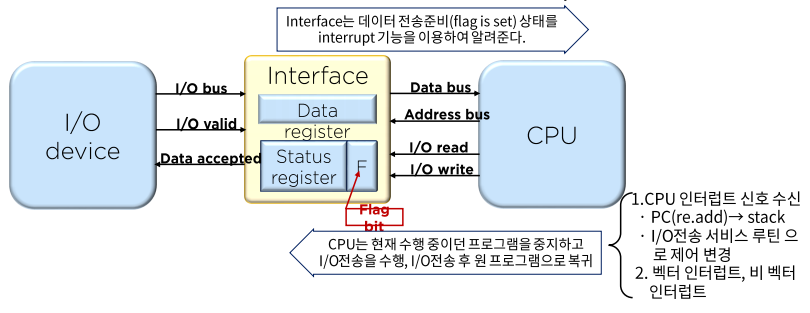 Interface는 데이터 전송준비(flag is set) 상태를
interrupt 기능을 이용하여 알려준다.
I/O
device
I/O bus
I/O valid
Data accepted
Interface
Data
register
Status
register
F
Flag
bit
Data bus
Address bus
I/O read
I/O write
CPU
CPU는 현재 수행 중이던 프로그램을 중지하고
I/O전송을 수행, I/O전송 후 원 프로그램으로 복귀
1.CPU 인터럽트 신호 수신
· PC(re.add)→ stack
· I/O전송 서비스 루틴 으
로 제어 변경
2. 벡터 인터럽트, 비 벡터
인터럽트